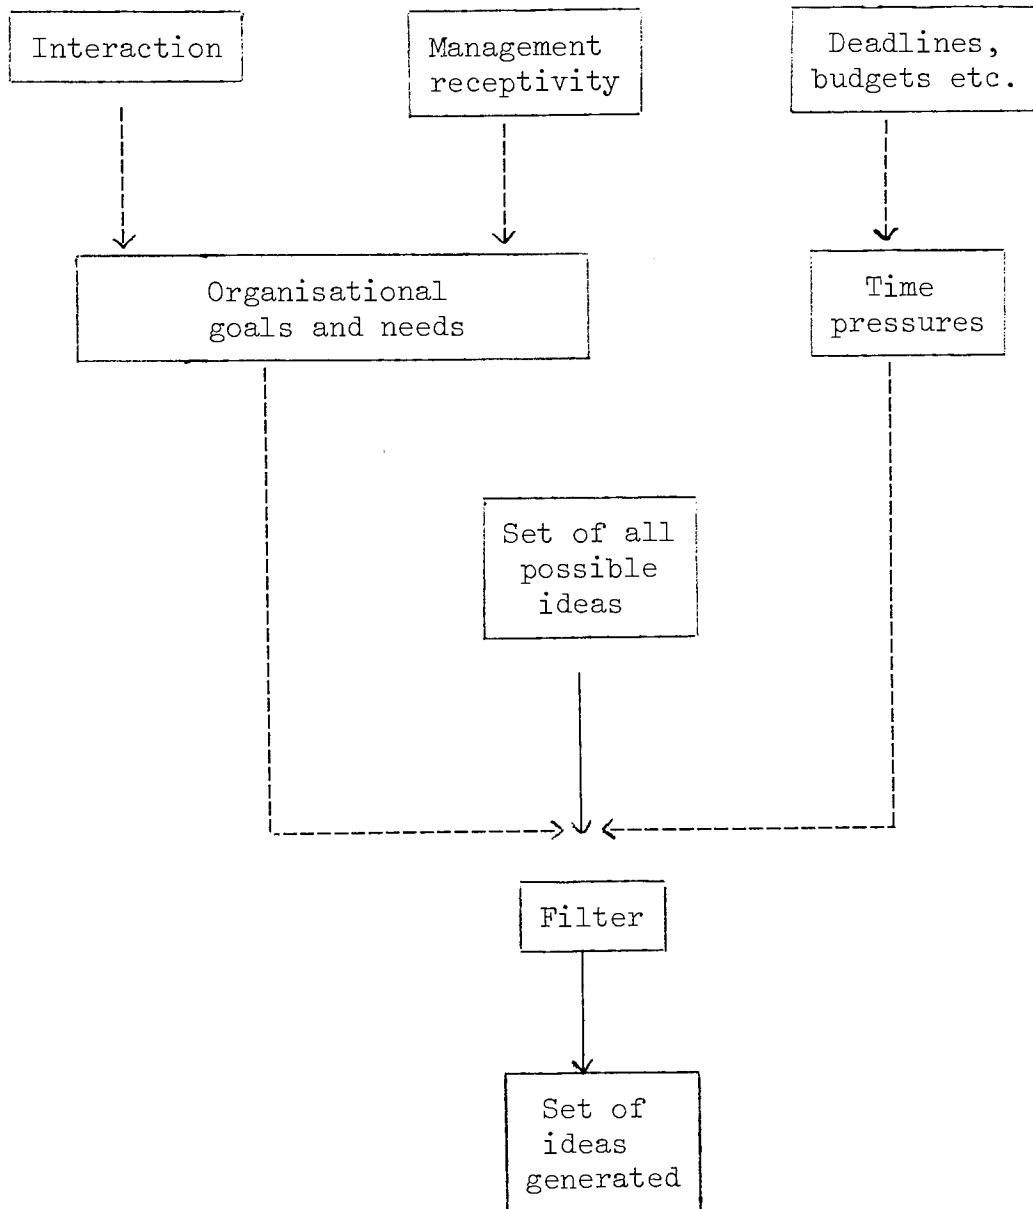 Interaction
Management
receptivity
Deadlines,
budgets etc.
Organisational
goals and needs
Time
pressures
Set of all
possible
ideas
Filter
Set of
ideas
generated